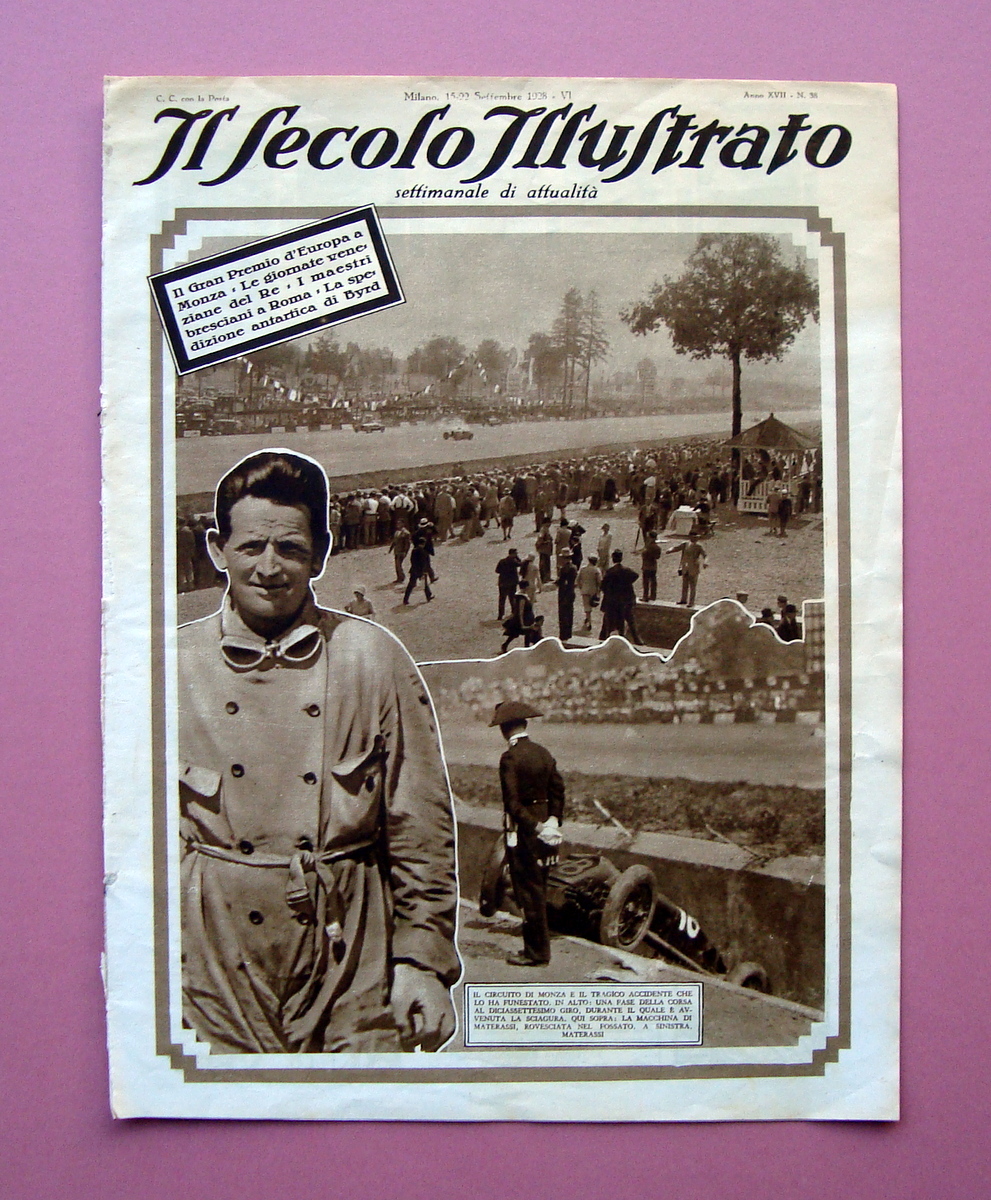 C. C. con la Posta
Milano, 15-22 Settembre 1928 - VI
Anno XVII - N. 38
Il Secolo Illustrato
settimanale di attualità
Il Gran Premio d'Europa a
Monza · Le giornate vene-
ziane del Re · I maestri
bresciani a Roma · La spe-
dizione antartica di Byrd
18
IL CIRCUITO DI MONZA E IL TRAGICO ACCIDENTE CHE
LO HA FUNESTATO. IN ALTO: UNA FASE DELLA CORSA
AL DICIASSETTESIMO GIRO, DURANTE IL QUALE È AV-
VENUTA LA SCIAGURA. QUI SOPRA: LA MACCHINA DI
MATERASSI, ROVESCIATA NEL FOSSATO. A SINISTRA.
MATERASSI